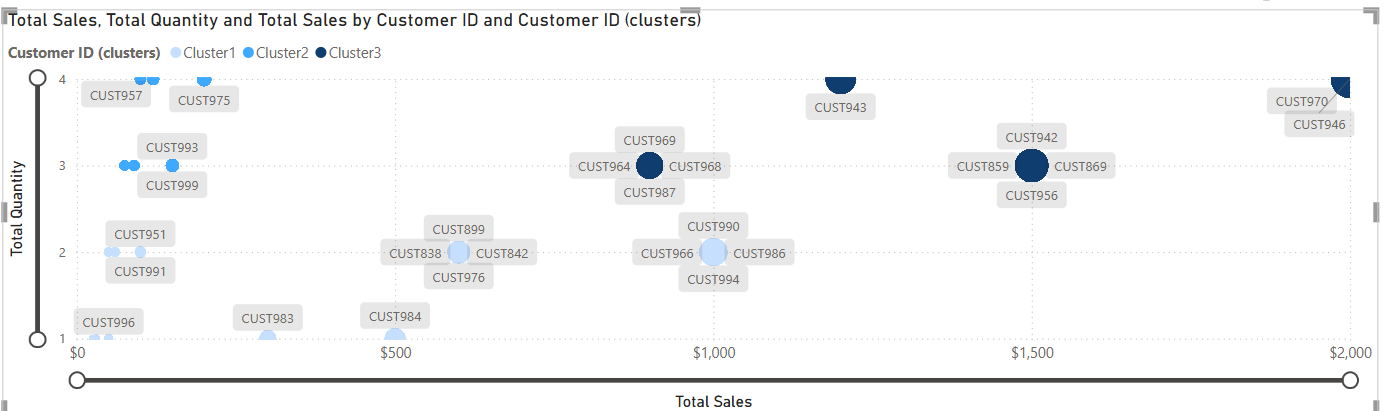 Total Sales, Total Quantity and Total Sales by Customer ID and Customer ID (clusters)
Customer ID (clusters) Cluster1 Cluster2 Cluster3
Total Quantity
4
CUST957
CUST975
CUST943
CUST970
CUST946
3
CUST993
CUST999
CUST969
CUST964
CUST968
CUST987
CUST942
CUST859
CUST869
CUST956
2
CUST951
CUST991
CUST899
CUST838
CUST842
CUST976
CUST990
CUST966
CUST986
CUST994
1
CUST996
CUST983
CUST984
$0 $500 $1,000 $1,500 $2,000
Total Sales